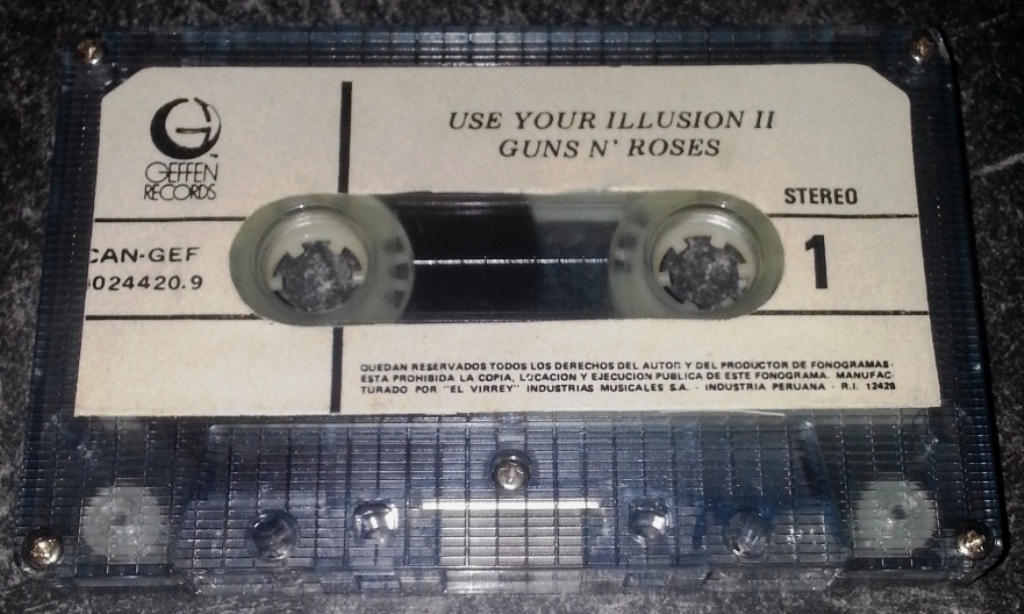 USE YOUR ILLUSION II
GUNS N' ROSES
G
GEFFEN
RECORDS
STEREO
CAN-GEF
024420.9
1
QUEDAN RESERVADOS TODOS LOS DERECHOS DEL AUTOR Y DEL PRODUCTOR DE FONOGRAMAS-
ESTA PROHIBIDA LA COPIA, LOCACION Y EJECUCION PUBLICA DE ESTE FONOGRAMA. MANUFAC-
TURADO POR "EL VIRREY" INDUSTRIAS MUSICALES S.A. - INDUSTRIA PERUANA - R.I. 12428